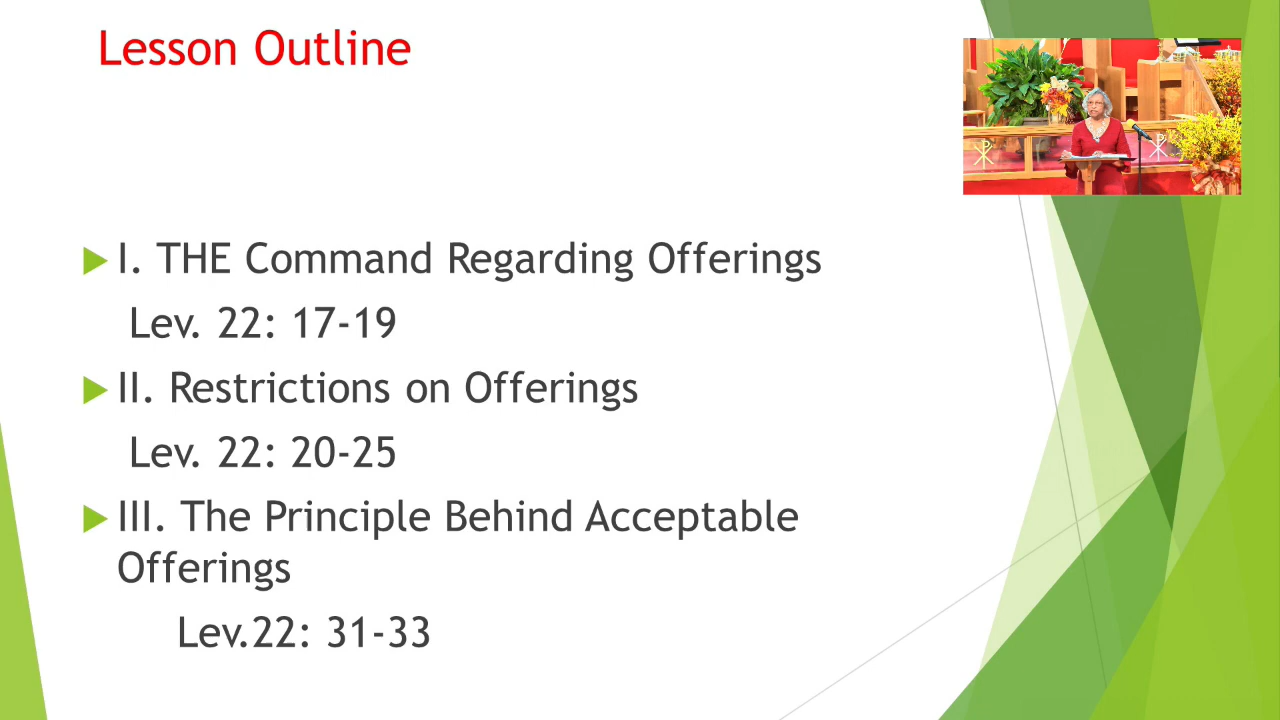 Lesson Outline
I. THE Command Regarding Offerings
Lev. 22: 17-19
II. Restrictions on Offerings
Lev. 22: 20-25
III. The Principle Behind Acceptable
Offerings
Lev.22: 31-33